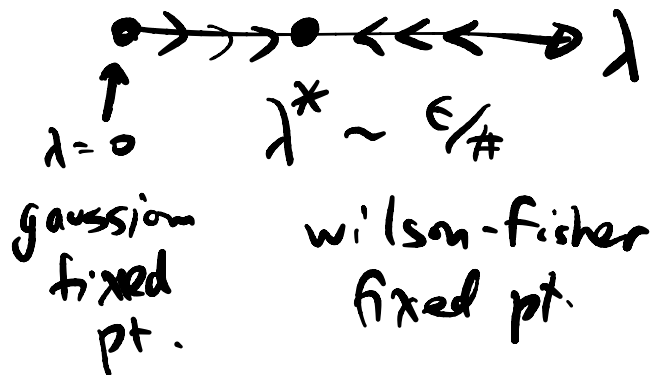 λ
λ = 0
λ* ~ ϵ/#
gaussian
fixed
pt.
wilson-fisher
fixed pt.